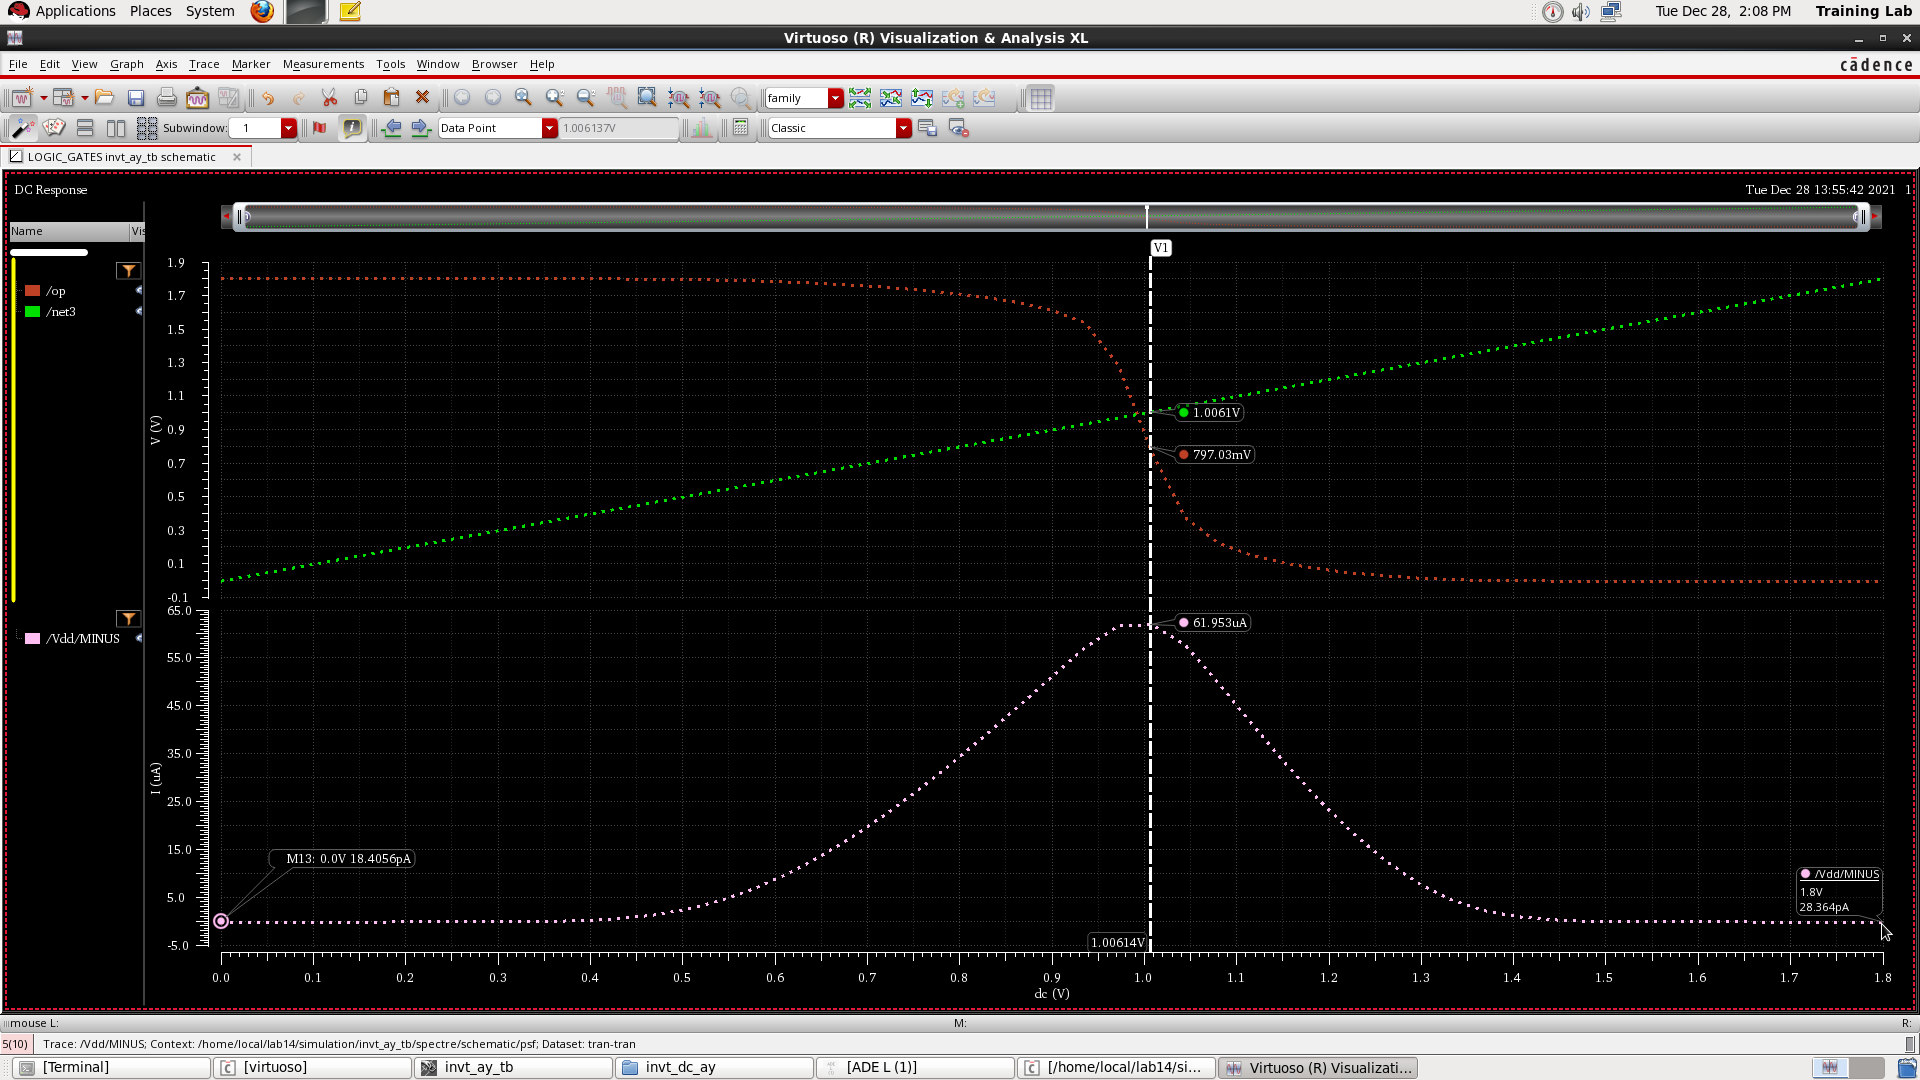 Applications Places System Tue Dec 28, 2:08 PM Training Lab
Virtuoso (R) Visualization & Analysis XL
File Edit View Graph Axis Trace Marker Measurements Tools Window Browser Help cādence
family
Subwindow: 1 Data Point 1.006137V Classic
LOGIC_GATES invt_ay_tb schematic
DC Response Tue Dec 28 13:55:42 2021 1
Name Vis
/op
/net3
/Vdd/MINUS
V1
V (V)
1.9
1.7
1.5
1.3
1.1
0.9
0.7
0.5
0.3
0.1
-0.1
1.0061V
797.03mV
I (uA)
65.0
55.0
45.0
35.0
25.0
15.0
5.0
-5.0
61.953uA
M13: 0.0V 18.4056pA
/Vdd/MINUS
1.8V
28.364pA
1.00614V
0.0 0.1 0.2 0.3 0.4 0.5 0.6 0.7 0.8 0.9 1.0 1.1 1.2 1.3 1.4 1.5 1.6 1.7 1.8
dc (V)
mouse L: M: R:
5(10) Trace: /Vdd/MINUS; Context: /home/local/lab14/simulation/invt_ay_tb/spectre/schematic/psf; Dataset: tran-tran
[Terminal] [virtuoso] invt_ay_tb invt_dc_ay [ADE L (1)] [/home/local/lab14/si... Virtuoso (R) Visualizati...